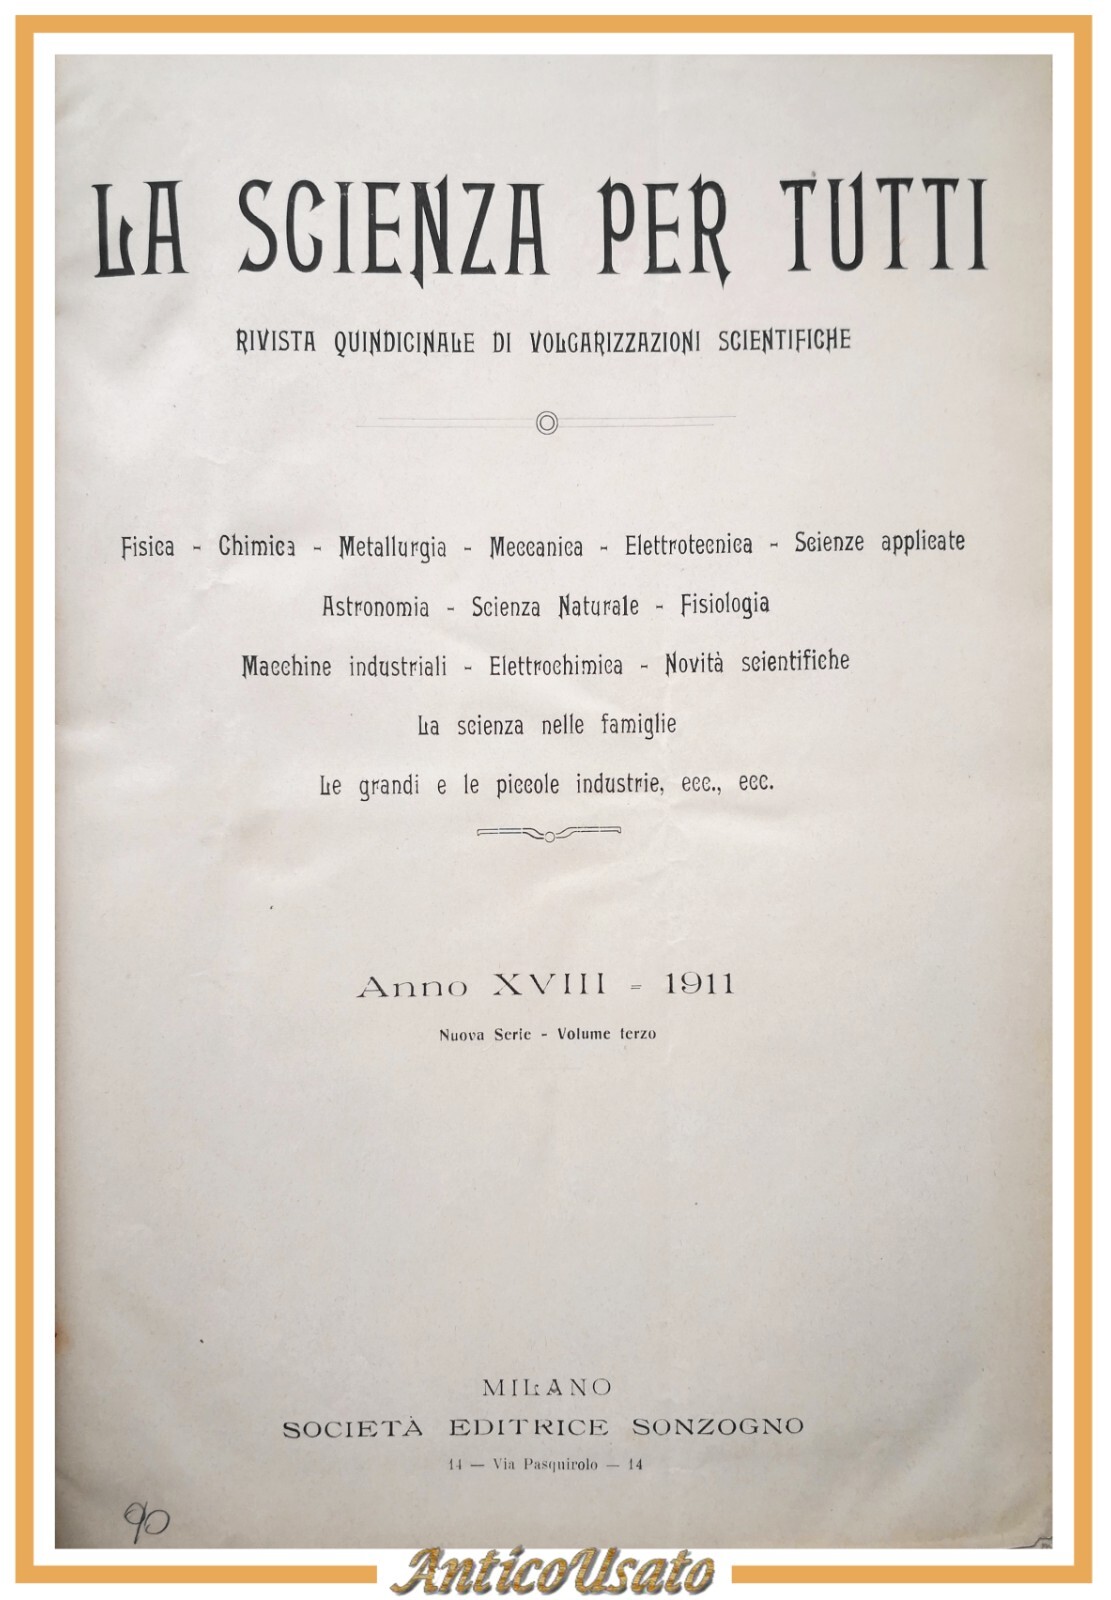 LA SCIENZA PER TUTTI
RIVISTA QUINDICINALE DI VOLGARIZZAZIONI SCIENTIFICHE
Fisica - Chimica - Metallurgia - Meccanica - Elettrotecnica - Scienze applicate
Astronomia - Scienza Naturale - Fisiologia
Macchine industriali - Elettrochimica - Novità scientifiche
La scienza nelle famiglie
Le grandi e le piccole industrie, ecc., ecc.
Anno XVIII = 1911
Nuova Serie - Volume terzo
MILANO
SOCIETÀ EDITRICE SONZOGNO
14 — Via Pasquirolo — 14
90
AnticoUsato